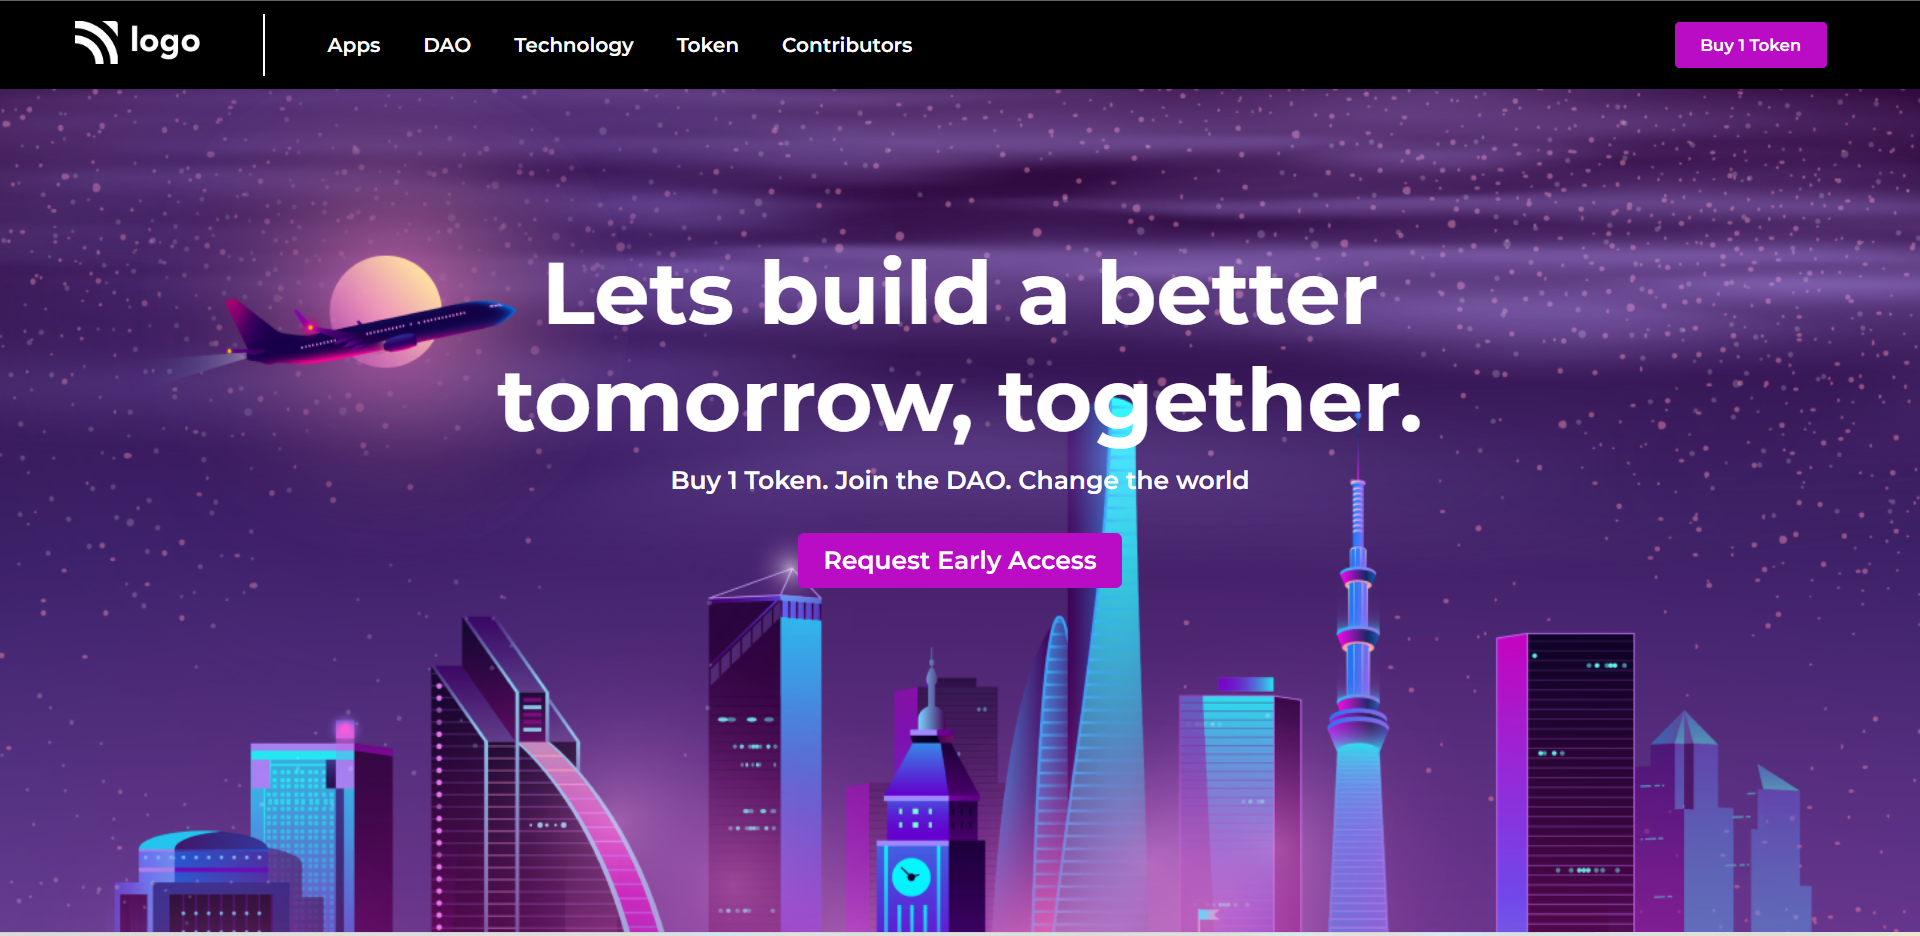 logo
Apps
DAO
Technology
Token
Contributors
Buy 1 Token
Lets build a better
tomorrow, together.
Buy 1 Token. Join the DAO. Change the world
Request Early Access